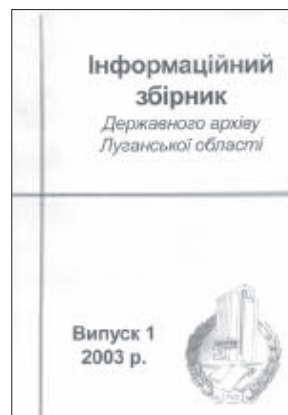 Інформаційний
збірник
Державного архіву
Луганської області
Випуск 1
2003 р.